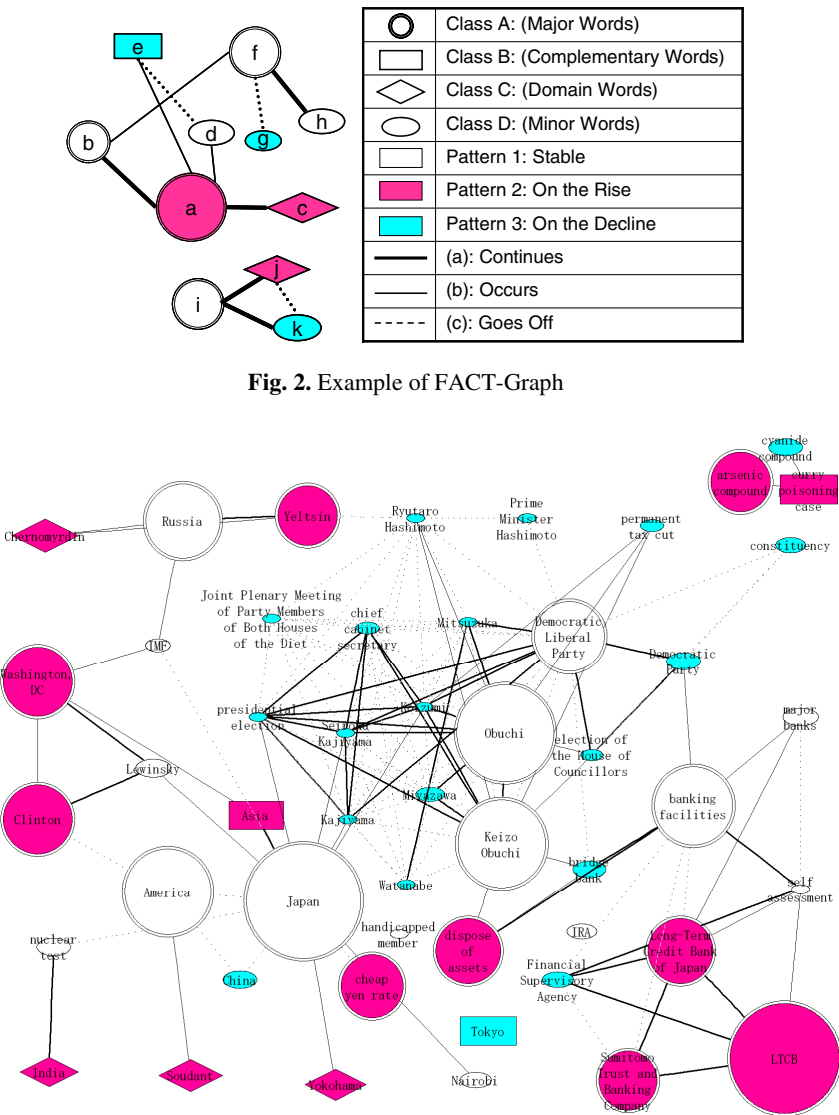 e
f
b
d
g
h
a
c
j
i
k
Class A: (Major Words)
Class B: (Complementary Words)
Class C: (Domain Words)
Class D: (Minor Words)
Pattern 1: Stable
Pattern 2: On the Rise
Pattern 3: On the Decline
(a): Continues
(b): Occurs
(c): Goes Off
Fig. 2. Example of FACT-Graph
cyanide
compound
arsenic
compound
curry
poisoning
case
Russia
Yeltsin
Chernomyrdin
Ryutaro
Hashimoto
Prime
Minister
Hashimoto
permanent
tax cut
constituency
Joint Plenary Meeting
of Party Members
of Both Houses
of the Diet
chief
cabinet
secretary
Mitsuzuka
Democratic
Liberal
Party
Democratic
Party
IMF
Washington,
DC
presidential
election
Koizumi
Seiroku
Kajiyama
Obuchi
election of
the House of
Councillors
major
banks
Lewinsky
Clinton
Asia
Kajiyama
Miyazawa
Keizo
Obuchi
banking
facilities
America
Japan
Watanabe
bridge
bank
self
assessment
nuclear
test
handicapped
member
dispose
of
assets
IRA
Long-Term
Credit Bank
of Japan
China
cheap
yen rate
Financial
Supervisory
Agency
Tokyo
LTCB
India
Soudant
Yokohama
Nairobi
Sumitomo
Trust and
Banking
Company